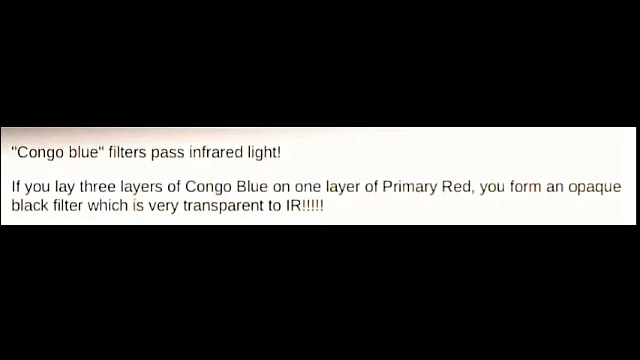 "Congo blue" filters pass infrared light!
If you lay three layers of Congo Blue on one layer of Primary Red, you form an opaque
black filter which is very transparent to IR!!!!!